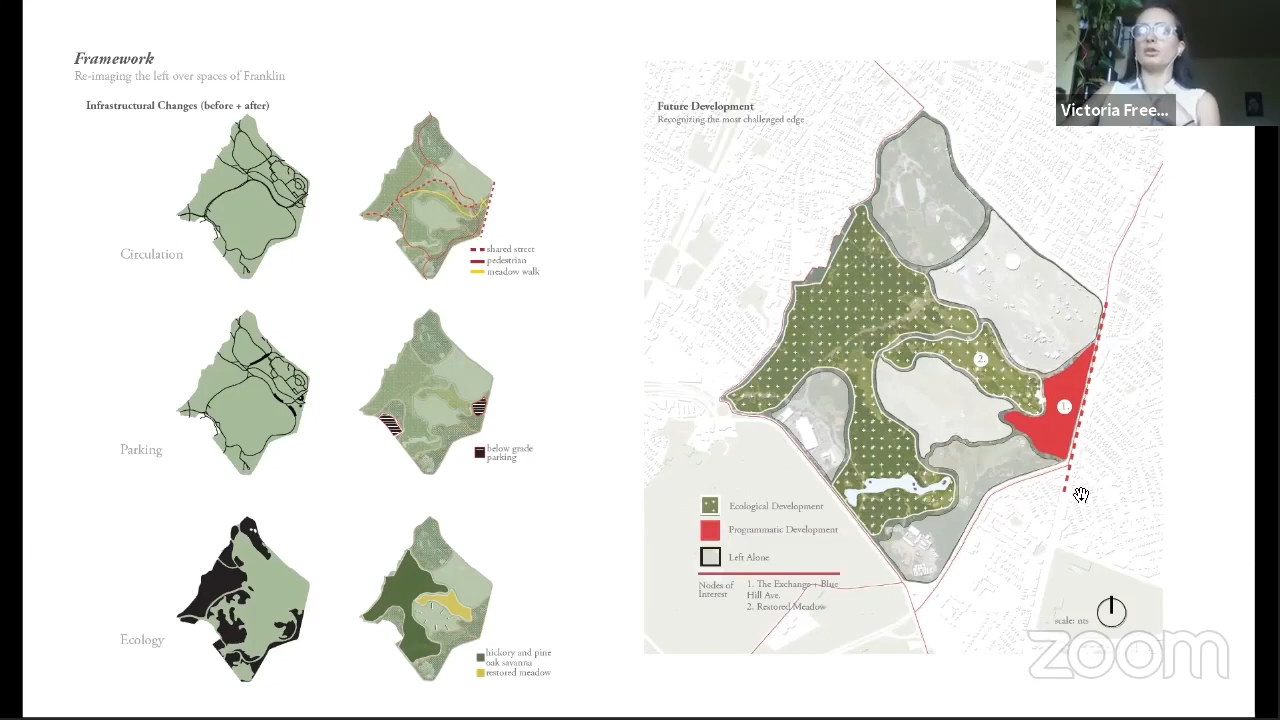 Framework
Re-imaging the left over spaces of Franklin
Infrastructural Changes (before + after)
Circulation
shared street
pedestrian
meadow walk
Parking
below grade
parking
Ecology
hickory and pine
oak savanna
restored meadow
Future Development
Recognizing the most challenged edge
2.
1.
Ecological Development
Programmatic Development
Left Alone
Nodes of
Interest
1. The Exchange + Blue
Hill Ave.
2. Restored Meadow
scale: nts
Victoria Free...
zoom